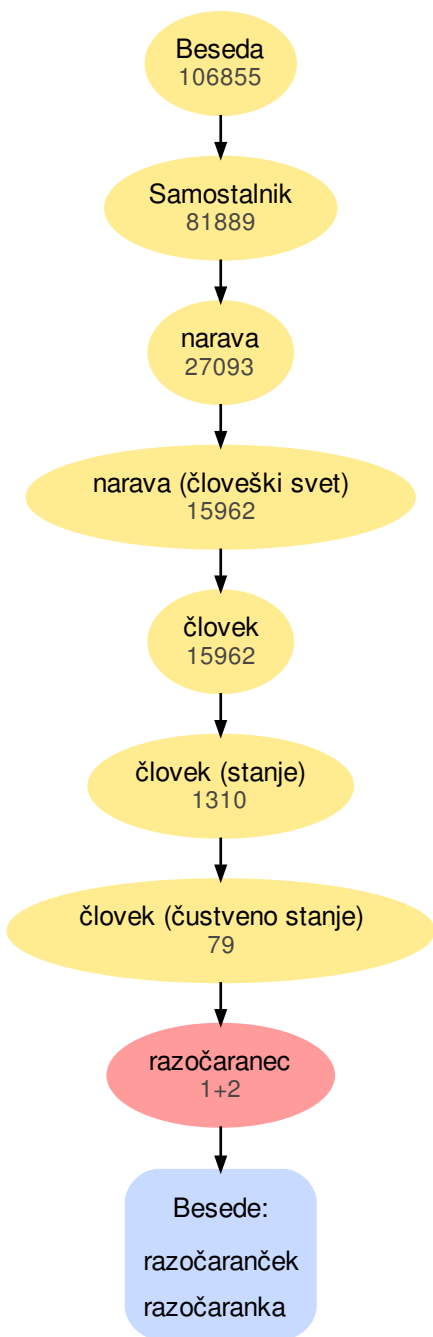 Beseda
106855
Samostalnik
81889
narava
27093
narava (človeški svet)
15962
človek
15962
človek (stanje)
1310
človek (čustveno stanje)
79
razočaranec
1+2
Besede:
razočaranček
razočaranka